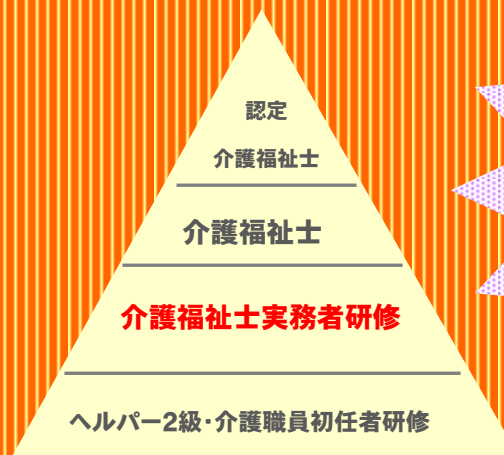 認定
介護福祉士
介護福祉士
介護福祉士実務者研修
ヘルパー2級・介護職員初任者研修